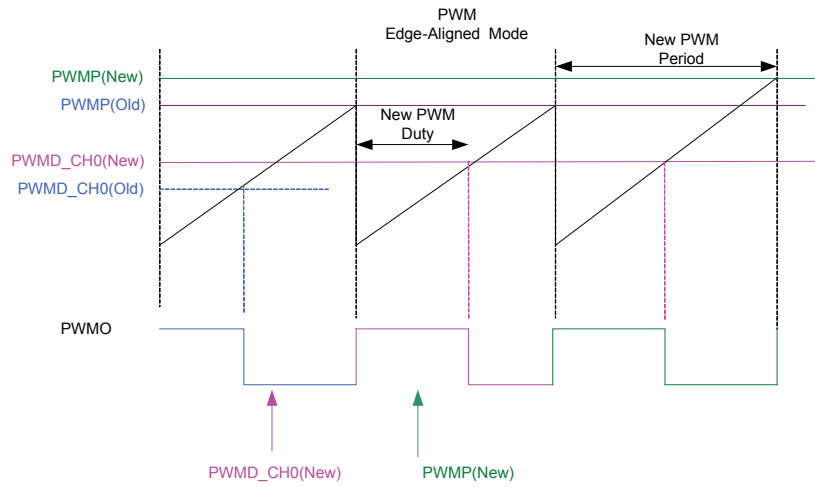 PWM
Edge-Aligned Mode
New PWM
Period
PWMP(New)
PWMP(Old)
New PWM
Duty
PWMD_CH0(New)
PWMD_CH0(Old)
PWMO
PWMD_CH0(New)
PWMP(New)